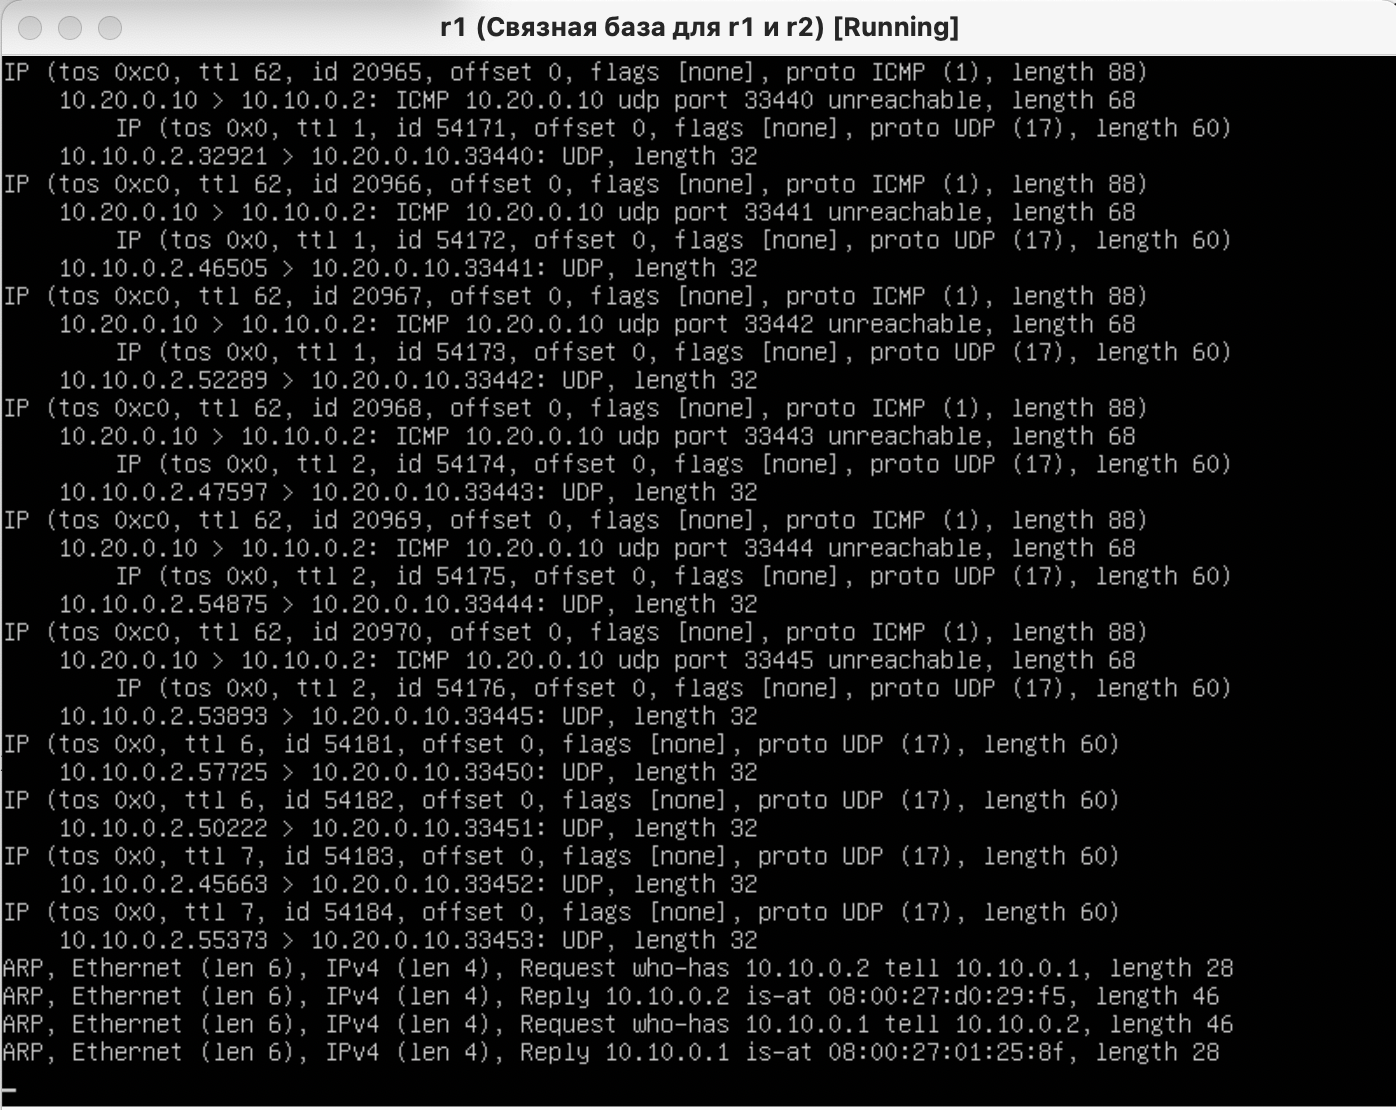 r1 (Связная база для r1 и r2) [Running]
IP (tos 0xc0, ttl 62, id 20965, offset 0, flags [none], proto ICMP (1), length 88)
10.20.0.10 > 10.10.0.2: ICMP 10.20.0.10 udp port 33440 unreachable, length 68
IP (tos 0x0, ttl 1, id 54171, offset 0, flags [none], proto UDP (17), length 60)
10.10.0.2.32921 > 10.20.0.10.33440: UDP, length 32
IP (tos 0xc0, ttl 62, id 20966, offset 0, flags [none], proto ICMP (1), length 88)
10.20.0.10 > 10.10.0.2: ICMP 10.20.0.10 udp port 33441 unreachable, length 68
IP (tos 0x0, ttl 1, id 54172, offset 0, flags [none], proto UDP (17), length 60)
10.10.0.2.46505 > 10.20.0.10.33441: UDP, length 32
IP (tos 0xc0, ttl 62, id 20967, offset 0, flags [none], proto ICMP (1), length 88)
10.20.0.10 > 10.10.0.2: ICMP 10.20.0.10 udp port 33442 unreachable, length 68
IP (tos 0x0, ttl 1, id 54173, offset 0, flags [none], proto UDP (17), length 60)
10.10.0.2.52289 > 10.20.0.10.33442: UDP, length 32
IP (tos 0xc0, ttl 62, id 20968, offset 0, flags [none], proto ICMP (1), length 88)
10.20.0.10 > 10.10.0.2: ICMP 10.20.0.10 udp port 33443 unreachable, length 68
IP (tos 0x0, ttl 2, id 54174, offset 0, flags [none], proto UDP (17), length 60)
10.10.0.2.47597 > 10.20.0.10.33443: UDP, length 32
IP (tos 0xc0, ttl 62, id 20969, offset 0, flags [none], proto ICMP (1), length 88)
10.20.0.10 > 10.10.0.2: ICMP 10.20.0.10 udp port 33444 unreachable, length 68
IP (tos 0x0, ttl 2, id 54175, offset 0, flags [none], proto UDP (17), length 60)
10.10.0.2.54875 > 10.20.0.10.33444: UDP, length 32
IP (tos 0xc0, ttl 62, id 20970, offset 0, flags [none], proto ICMP (1), length 88)
10.20.0.10 > 10.10.0.2: ICMP 10.20.0.10 udp port 33445 unreachable, length 68
IP (tos 0x0, ttl 2, id 54176, offset 0, flags [none], proto UDP (17), length 60)
10.10.0.2.53893 > 10.20.0.10.33445: UDP, length 32
IP (tos 0x0, ttl 6, id 54181, offset 0, flags [none], proto UDP (17), length 60)
10.10.0.2.57725 > 10.20.0.10.33450: UDP, length 32
IP (tos 0x0, ttl 6, id 54182, offset 0, flags [none], proto UDP (17), length 60)
10.10.0.2.50222 > 10.20.0.10.33451: UDP, length 32
IP (tos 0x0, ttl 7, id 54183, offset 0, flags [none], proto UDP (17), length 60)
10.10.0.2.45663 > 10.20.0.10.33452: UDP, length 32
IP (tos 0x0, ttl 7, id 54184, offset 0, flags [none], proto UDP (17), length 60)
10.10.0.2.55373 > 10.20.0.10.33453: UDP, length 32
ARP, Ethernet (len 6), IPv4 (len 4), Request who-has 10.10.0.2 tell 10.10.0.1, length 28
ARP, Ethernet (len 6), IPv4 (len 4), Reply 10.10.0.2 is-at 08:00:27:d0:29:f5, length 46
ARP, Ethernet (len 6), IPv4 (len 4), Request who-has 10.10.0.1 tell 10.10.0.2, length 46
ARP, Ethernet (len 6), IPv4 (len 4), Reply 10.10.0.1 is-at 08:00:27:01:25:8f, length 28